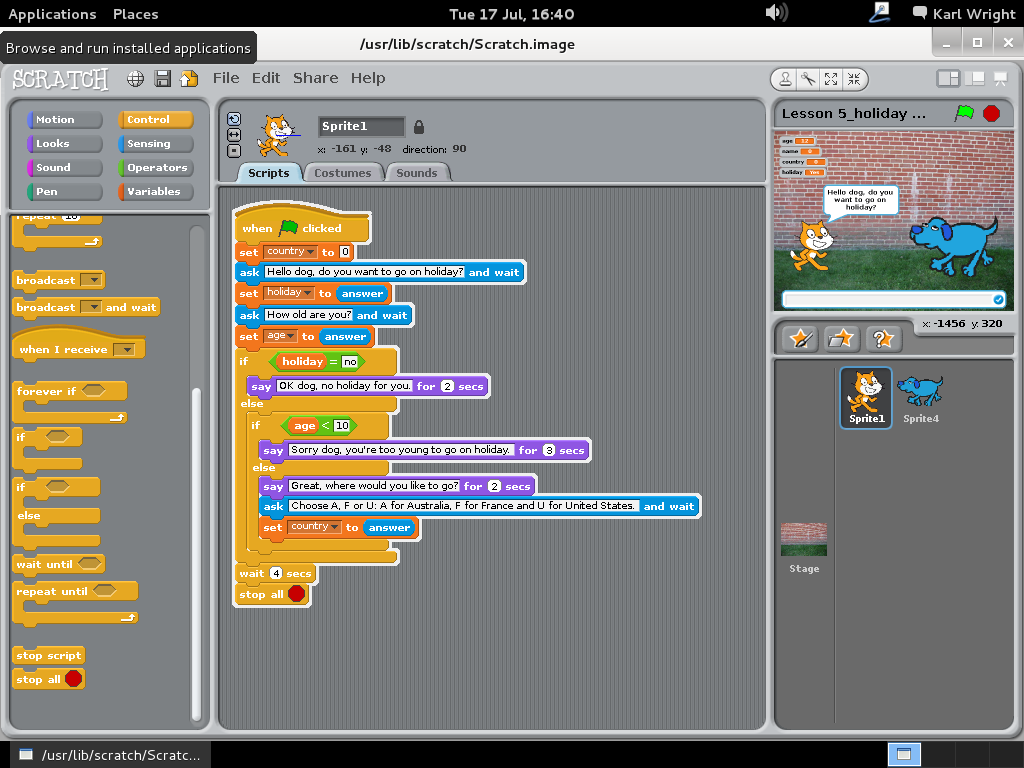 Applications Places Tue 17 Jul, 16:40 Karl Wright
Browse and run installed applications
/usr/lib/scratch/Scratch.image
SCRATCH File Edit Share Help
Motion Control
Looks Sensing
Sound Operators
Pen Variables
repeat 10
broadcast
broadcast and wait
when I receive
forever if
if
if
else
wait until
repeat until
stop script
stop all
Sprite1
x: -161 y: -48 direction: 90
Scripts Costumes Sounds
when clicked
set country to 0
ask Hello dog, do you want to go on holiday? and wait
set holiday to answer
ask How old are you? and wait
set age to answer
if holiday = no
say OK dog, no holiday for you. for 2 secs
else
if age < 10
say Sorry dog, you're too young to go on holiday. for 3 secs
else
say Great, where would you like to go? for 2 secs
ask Choose A, F or U: A for Australia, F for France and U for United States. and wait
set country to answer
wait 4 secs
stop all
Lesson 5_holiday ...
age 12
name 0
country 0
holiday Yes
Hello dog, do you
want to go on
holiday?
x: -1456 y: 320
Sprite1 Sprite4
Stage
/usr/lib/scratch/Scratc...